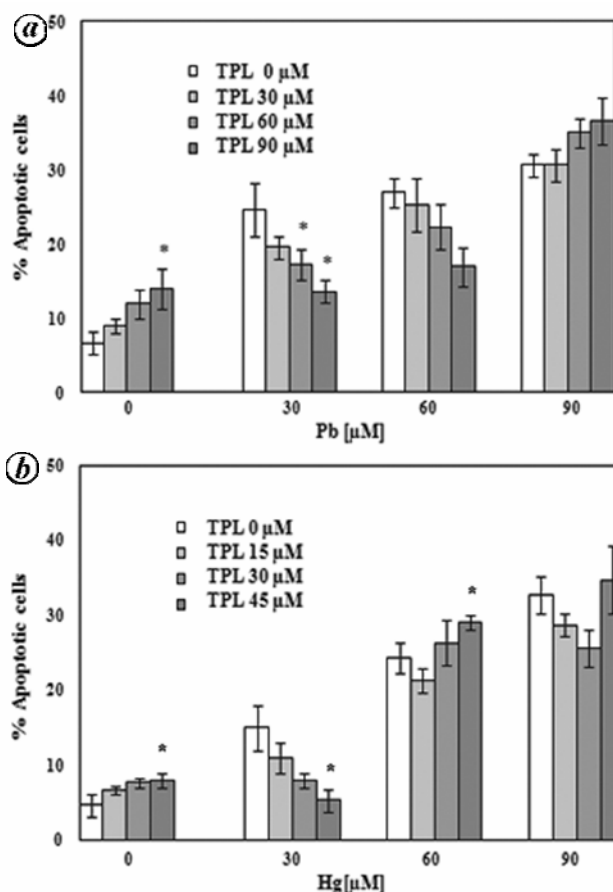 a
50
40
30
20
10
0
% Apoptotic cells
TPL 0 µM
TPL 30 µM
TPL 60 µM
TPL 90 µM
*
*
*
0 30 60 90
Pb [µM]
b
50
40
30
20
10
0
% Apoptotic cells
TPL 0 µM
TPL 15 µM
TPL 30 µM
TPL 45 µM
*
*
*
0 30 60 90
Hg[µM]